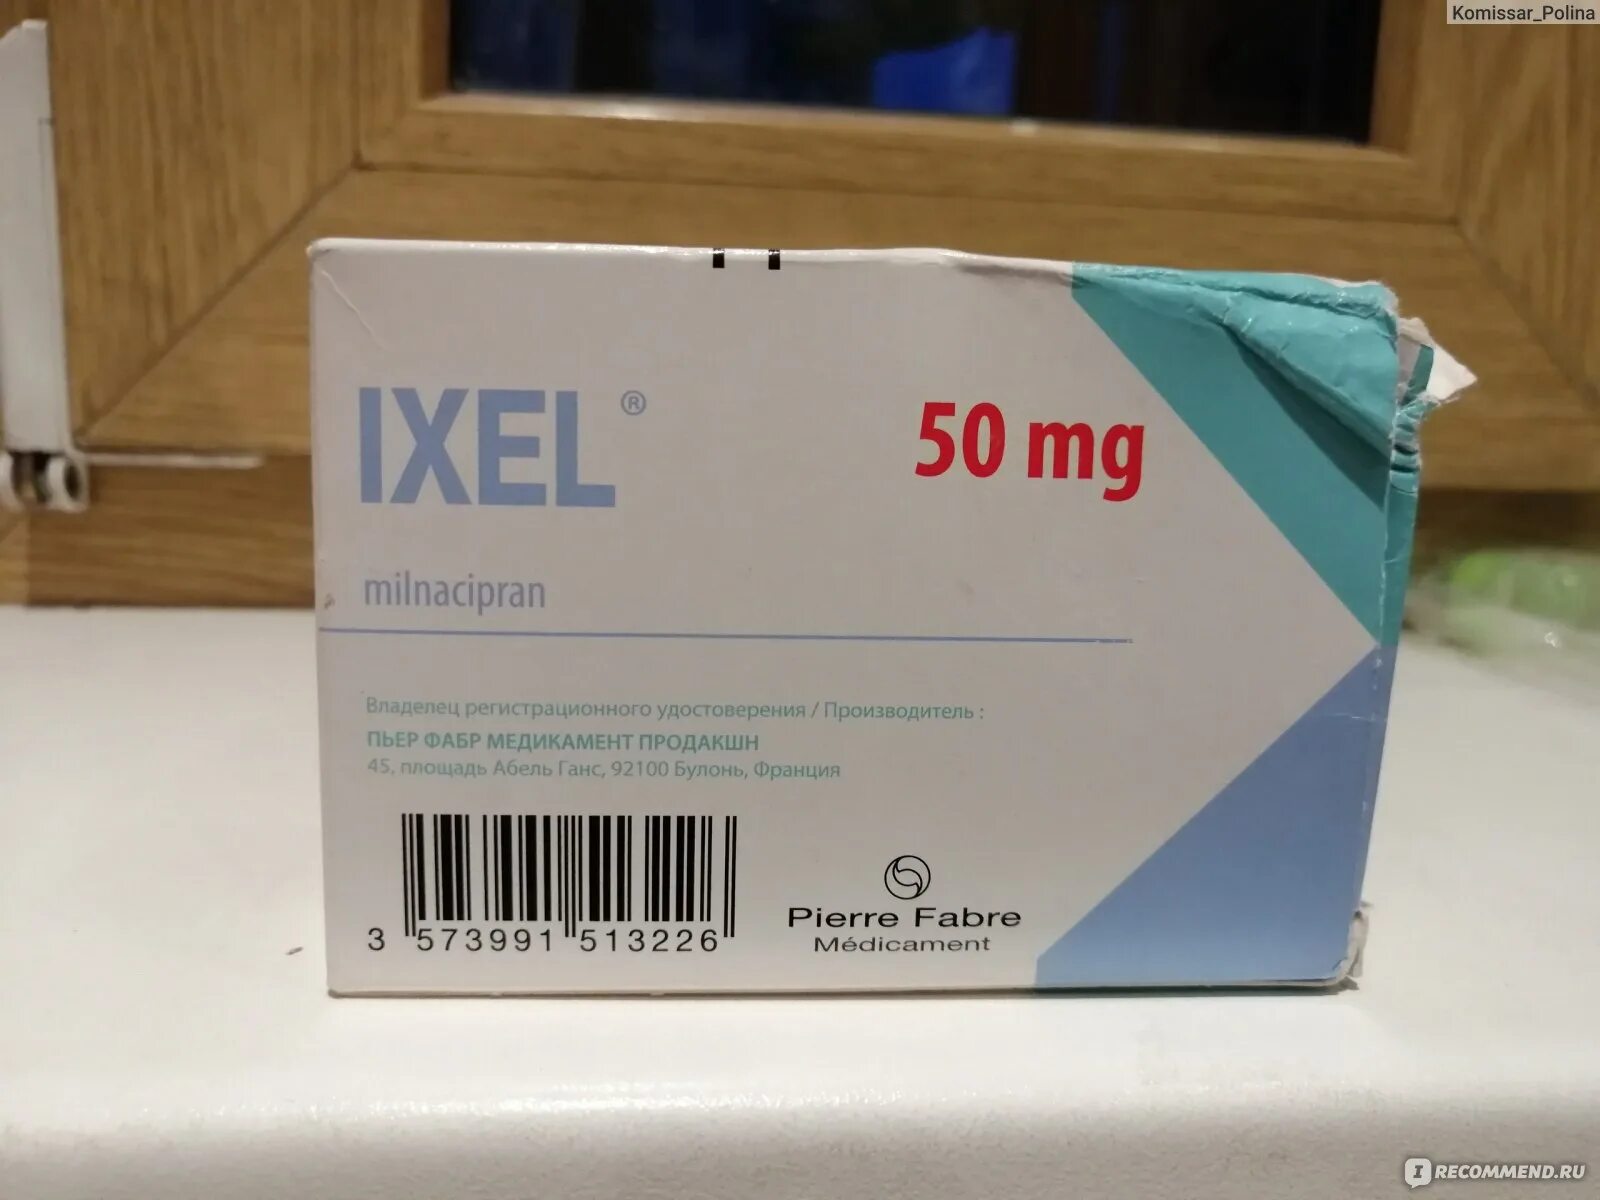 Komissar_Polina
IXEL ®
50 mg
milnacipran
Владелец регистрационного удостоверения / Производитель :
ПЬЕР ФАБР МЕДИКАМЕНТ ПРОДАКШН
45, площадь Абель Ганс, 92100 Булонь, Франция
3 573991 513226
Pierre Fabre
Médicament
IRECOMMEND.RU